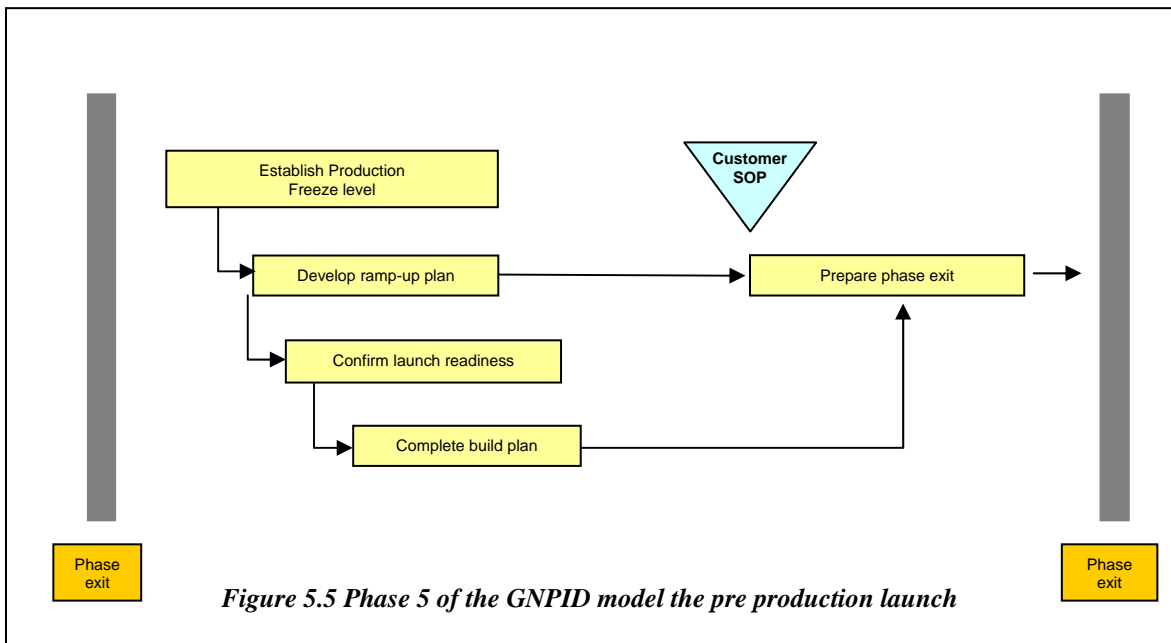 Establish Production
Freeze level
Customer
SOP
Develop ramp-up plan
Prepare phase exit
Confirm launch readiness
Complete build plan
Phase
exit
Phase
exit
Figure 5.5 Phase 5 of the GNPID model the pre production launch